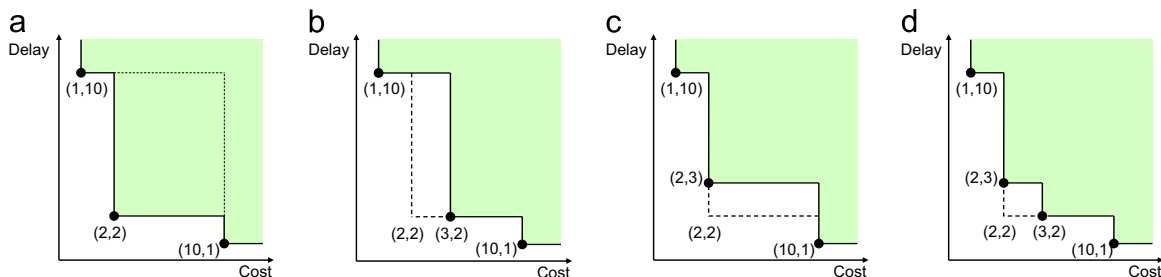 a
Delay
(1,10)
(2,2)
(10,1)
Cost
b
Delay
(1,10)
(2,2)
(3,2)
(10,1)
Cost
c
Delay
(1,10)
(2,3)
(2,2)
(10,1)
Cost
d
Delay
(1,10)
(2,3)
(2,2)
(3,2)
(10,1)
Cost